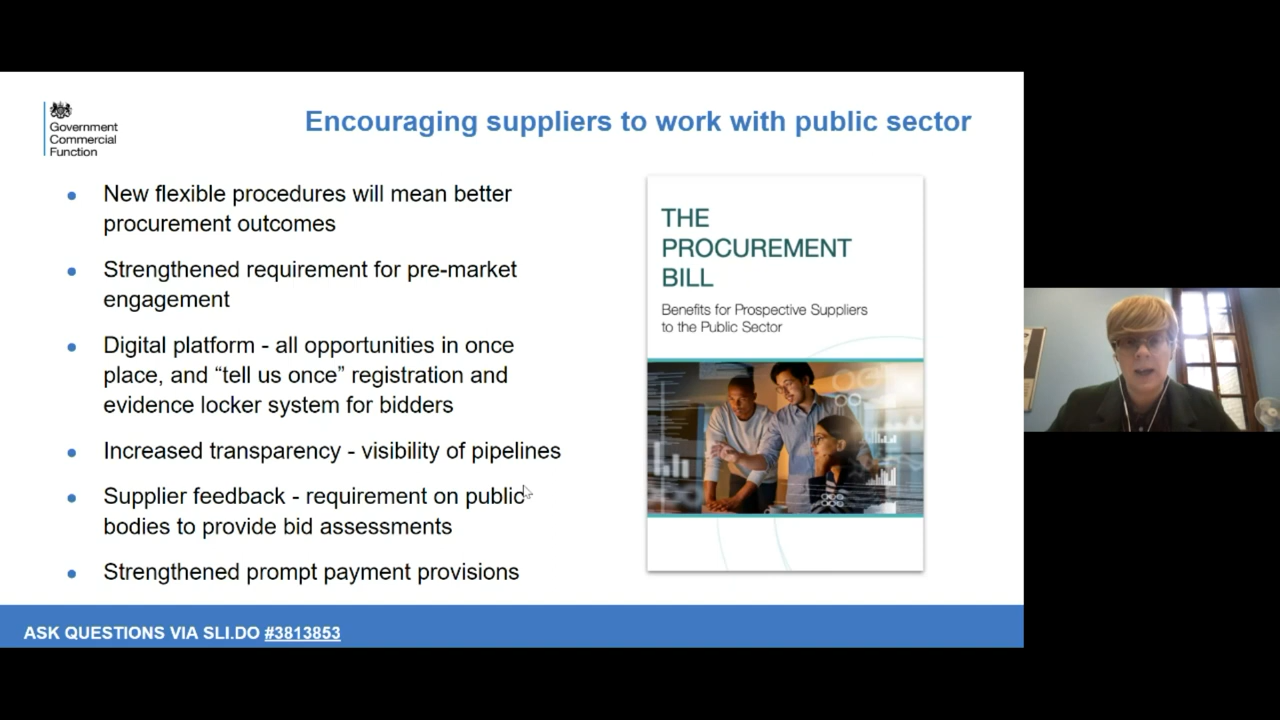 Government
Commercial
Function
Encouraging suppliers to work with public sector
New flexible procedures will mean better
procurement outcomes
Strengthened requirement for pre-market
engagement
Digital platform - all opportunities in once
place, and “tell us once” registration and
evidence locker system for bidders
Increased transparency - visibility of pipelines
Supplier feedback - requirement on public
bodies to provide bid assessments
Strengthened prompt payment provisions
THE
PROCUREMENT
BILL
Benefits for Prospective Suppliers
to the Public Sector
ASK QUESTIONS VIA SLI.DO #3813853